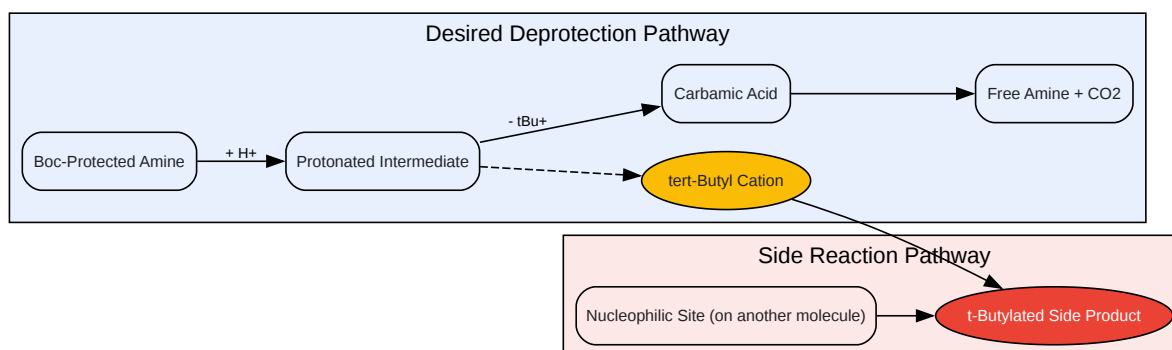 Desired Deprotection Pathway
Boc-Protected Amine
+ H+
Protonated Intermediate
- tBu+
Carbamic Acid
Free Amine + CO2
tert-Butyl Cation
Side Reaction Pathway
Nucleophilic Site (on another molecule)
t-Butylated Side Product